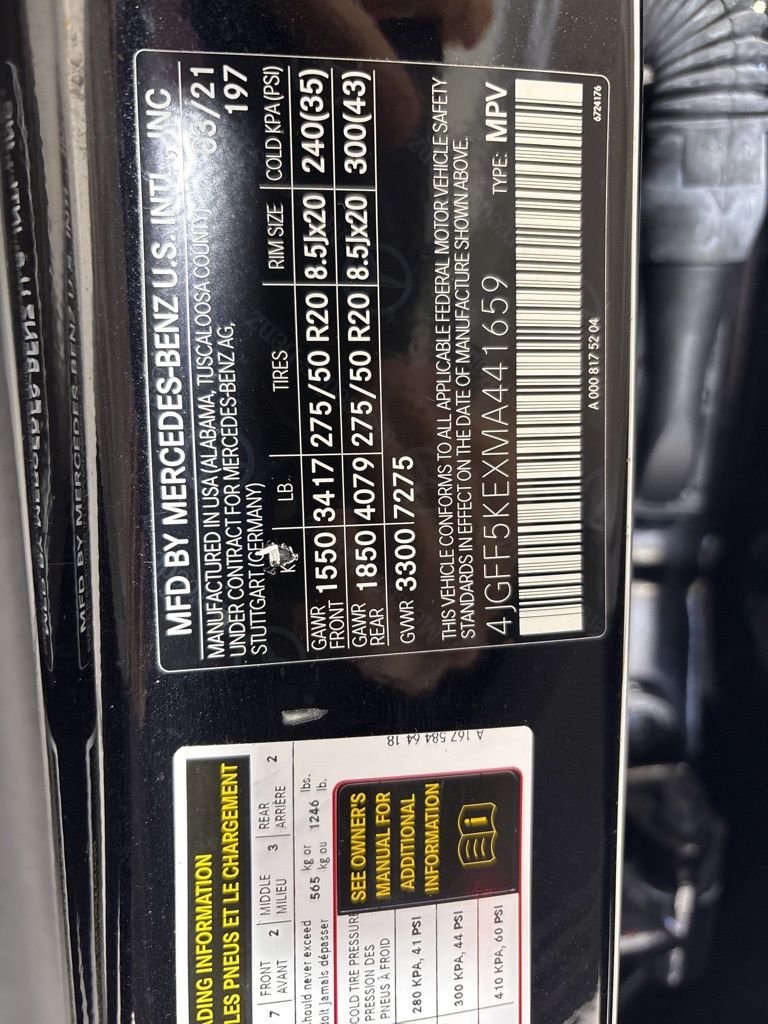 MFD BY MERCEDES-BENZ U.S. INTL., INC
MANUFACTURED IN USA (ALABAMA, TUSCALOOSA COUNTY) 03/21
UNDER CONTRACT FOR MERCEDES-BENZ AG, 197
STUTTGART (GERMANY)
LB TIRES RIM SIZE COLD KPA (PSI)
GAWR FRONT 1550 3417 275/50 R20 8.5Jx20 240(35)
GAWR REAR 1850 4079 275/50 R20 8.5Jx20 300(43)
GVWR 3300 7275
THIS VEHICLE CONFORMS TO ALL APPLICABLE FEDERAL MOTOR VEHICLE SAFETY
STANDARDS IN EFFECT ON THE DATE OF MANUFACTURE SHOWN ABOVE.
4JGFF5KEXMA441659 TYPE: MPV
A 000 817 52 04 6724176
A 167 584 64 18
ADING INFORMATION
LES PNEUS ET LE CHARGEMENT
7 FRONT 2 MIDDLE 3 REAR 2
AVANT MILIEU ARRIÈRE
hould never exceed 565 kg or 1246 lbs.
doit jamais dépasser kg ou lb.
COLD TIRE PRESSURE
PRESSION DES
PNEUS À FROID
280 KPA, 41 PSI
300 KPA, 44 PSI
410 KPA, 60 PSI
SEE OWNER'S
MANUAL FOR
ADDITIONAL
INFORMATION